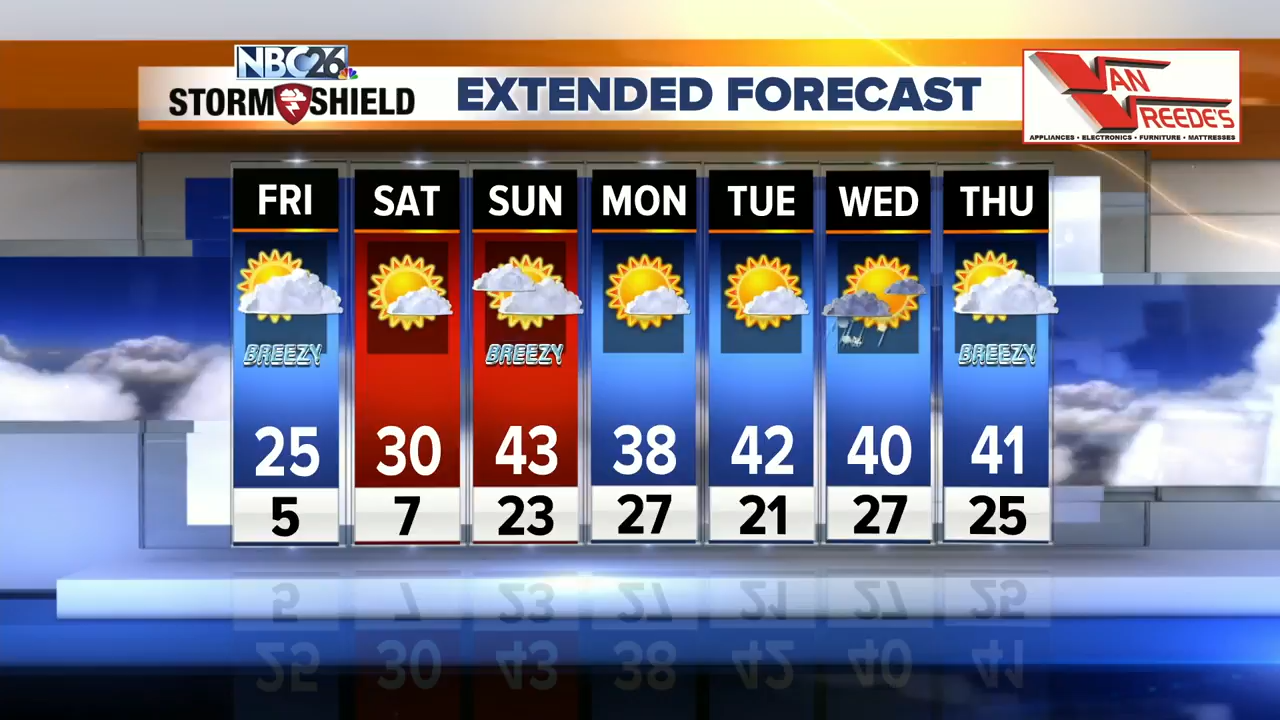 NBC26
STORM SHIELD
EXTENDED FORECAST
VAN
VREEDE'S
APPLIANCES • ELECTRONICS • FURNITURE • MATTRESSES
FRI SAT SUN MON TUE WED THU
BREEZY BREEZY BREEZY
25 30 43 38 42 40 41
5 7 23 27 21 27 25